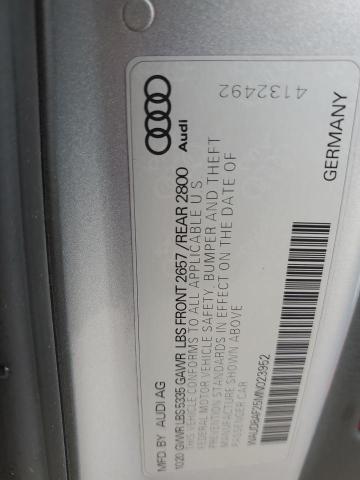 4132492
Audi
GERMANY
MFD. BY AUDI AG
10.20 GVWR LBS 5335 GAWR LBS FRONT 2657 / REAR 2800
THIS VEHICLE CONFORMS TO ALL APPLICABLE U S
FEDERAL MOTOR VEHICLE SAFETY, BUMPER AND THEFT
PREVENTION STANDARDS IN EFFECT ON THE DATE OF
MANUFACTURE SHOWN ABOVE
PASSENGER CAR